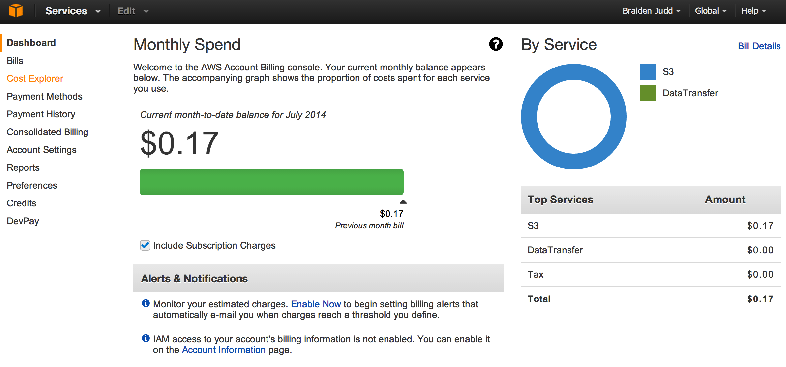 Services Edit Braiden Judd Global Help
Dashboard
Bills
Cost Explorer
Payment Methods
Payment History
Consolidated Billing
Account Settings
Reports
Preferences
Credits
DevPay
Monthly Spend ?
Welcome to the AWS Account Billing console. Your current monthly balance appears
below. The accompanying graph shows the proportion of costs spent for each service
you use.
Current month-to-date balance for July 2014
$0.17
$0.17
Previous month bill
Include Subscription Charges
Alerts & Notifications
Monitor your estimated charges. Enable Now to begin setting billing alerts that
automatically e-mail you when charges reach a threshold you define.
IAM access to your account's billing information is not enabled. You can enable it
on the Account Information page.
By Service Bill Details
S3
DataTransfer
Top Services Amount
S3 $0.17
DataTransfer $0.00
Tax $0.00
Total $0.17